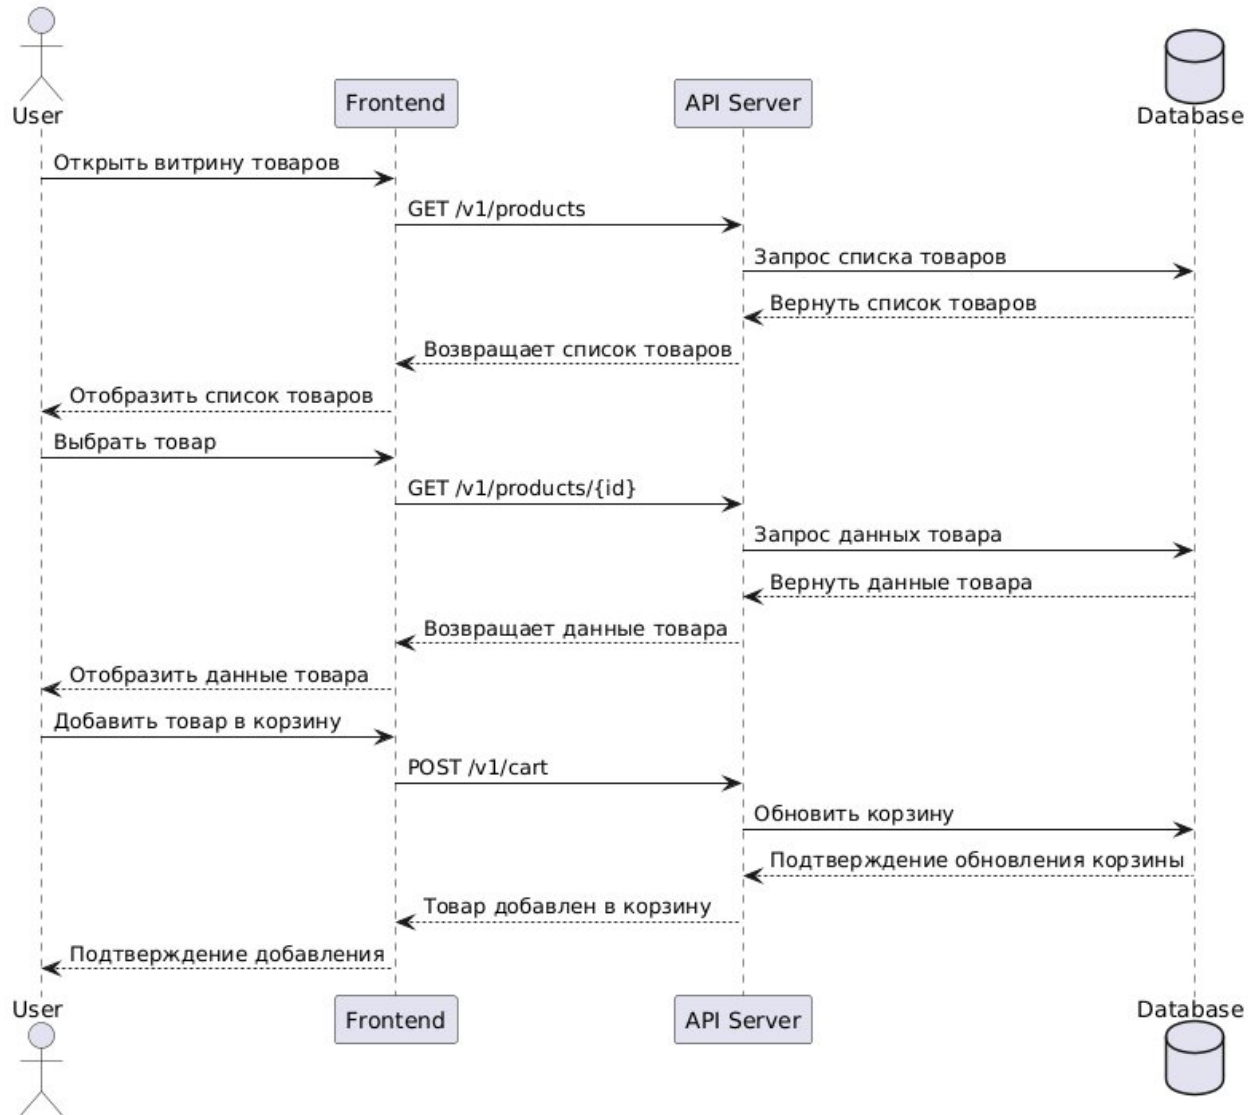 User
Frontend
API Server
Database
Открыть витрину товаров
GET /v1/products
Запрос списка товаров
Вернуть список товаров
Возвращает список товаров
Отобразить список товаров
Выбрать товар
GET /v1/products/{id}
Запрос данных товара
Вернуть данные товара
Возвращает данные товара
Отобразить данные товара
Добавить товар в корзину
POST /v1/cart
Обновить корзину
Подтверждение обновления корзины
Товар добавлен в корзину
Подтверждение добавления
User
Frontend
API Server
Database